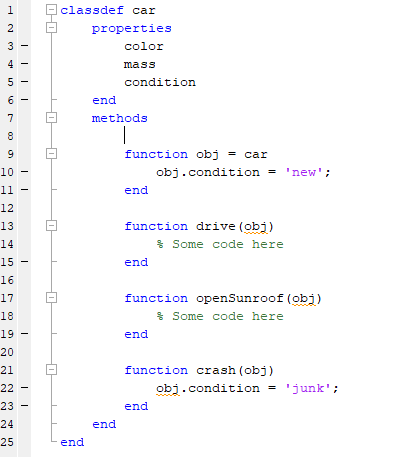 1 classdef car
2 properties
3 – color
4 – mass
5 – condition
6 – end
7 methods
8
9 function obj = car
10 – obj.condition = 'new';
11 – end
12
13 function drive(obj)
14 % Some code here
15 – end
16
17 function openSunroof(obj)
18 % Some code here
19 – end
20
21 function crash(obj)
22 – obj.condition = 'junk';
23 – end
24 end
25 end